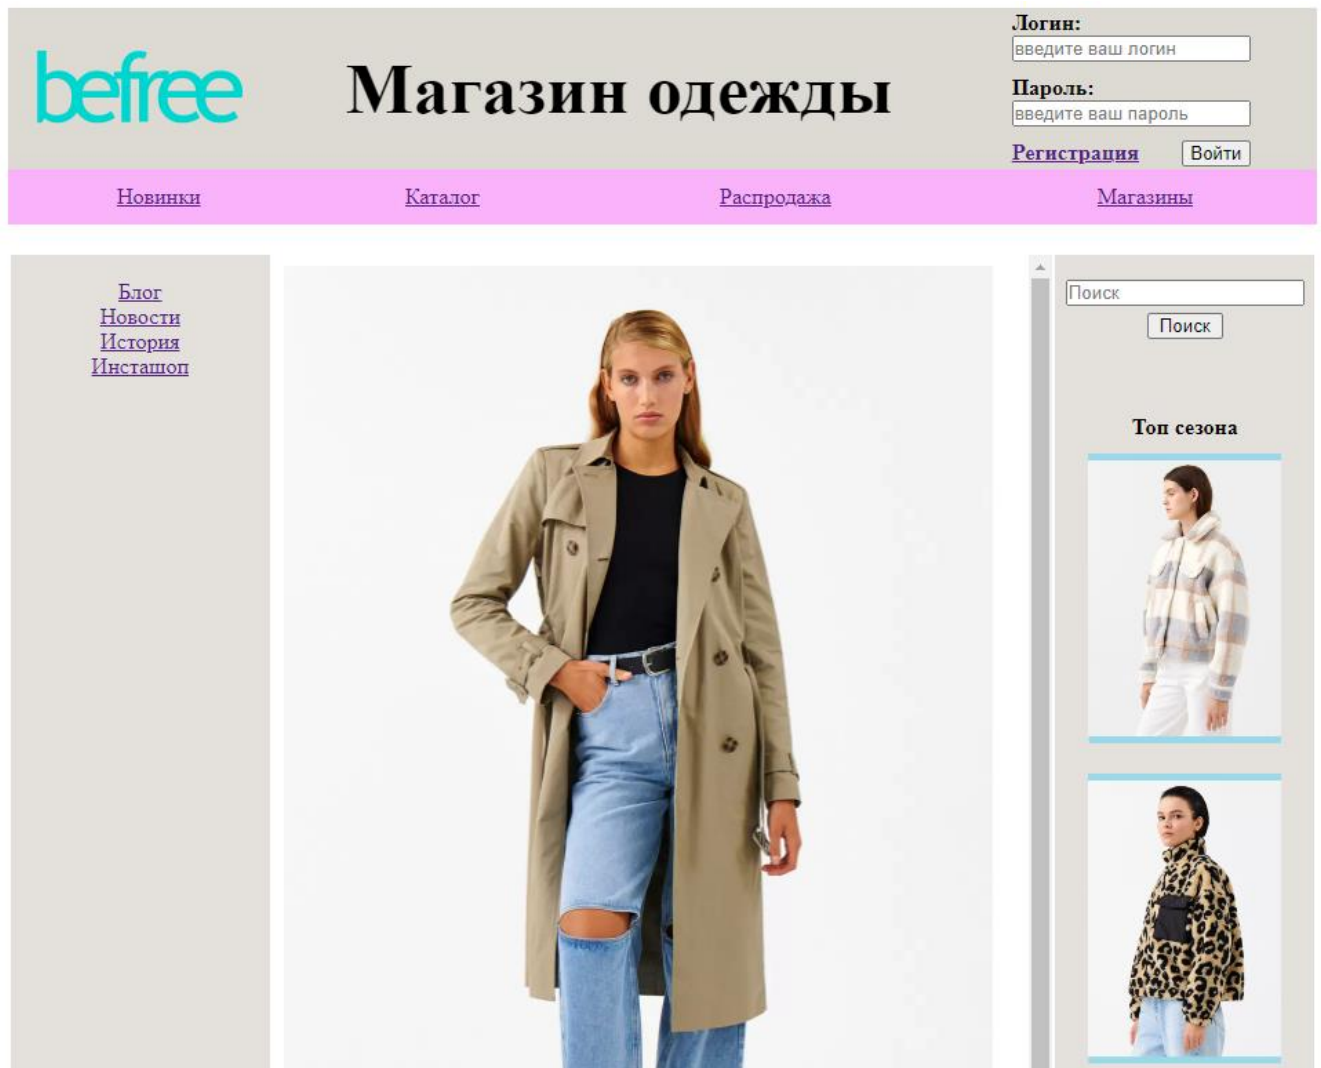 befree
Магазин одежды
Логин:
введите ваш логин
Пароль:
введите ваш пароль
Регистрация Войти
Новинки Каталог Распродажа Магазины
Блог
Новости
История
Инсташоп
Поиск
Поиск
Топ сезона